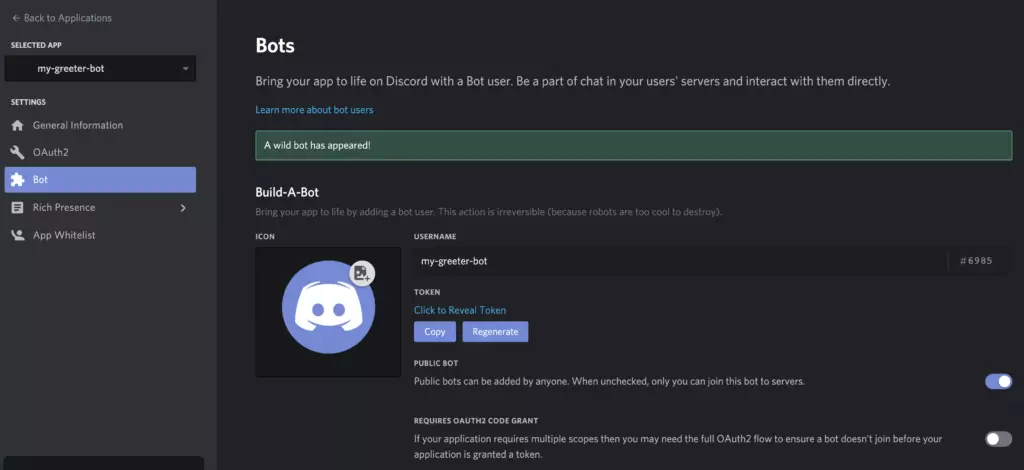 ← Back to Applications
SELECTED APP
my-greeter-bot
SETTINGS
General Information
OAuth2
Bot
Rich Presence
App Whitelist
Bots
Bring your app to life on Discord with a Bot user. Be a part of chat in your users' servers and interact with them directly.
Learn more about bot users
A wild bot has appeared!
Build-A-Bot
Bring your app to life by adding a bot user. This action is irreversible (because robots are too cool to destroy).
ICON
USERNAME
my-greeter-bot
#6985
TOKEN
Click to Reveal Token
Copy
Regenerate
PUBLIC BOT
Public bots can be added by anyone. When unchecked, only you can join this bot to servers.
REQUIRES OAUTH2 CODE GRANT
If your application requires multiple scopes then you may need the full OAuth2 flow to ensure a bot doesn't join before your
application is granted a token.